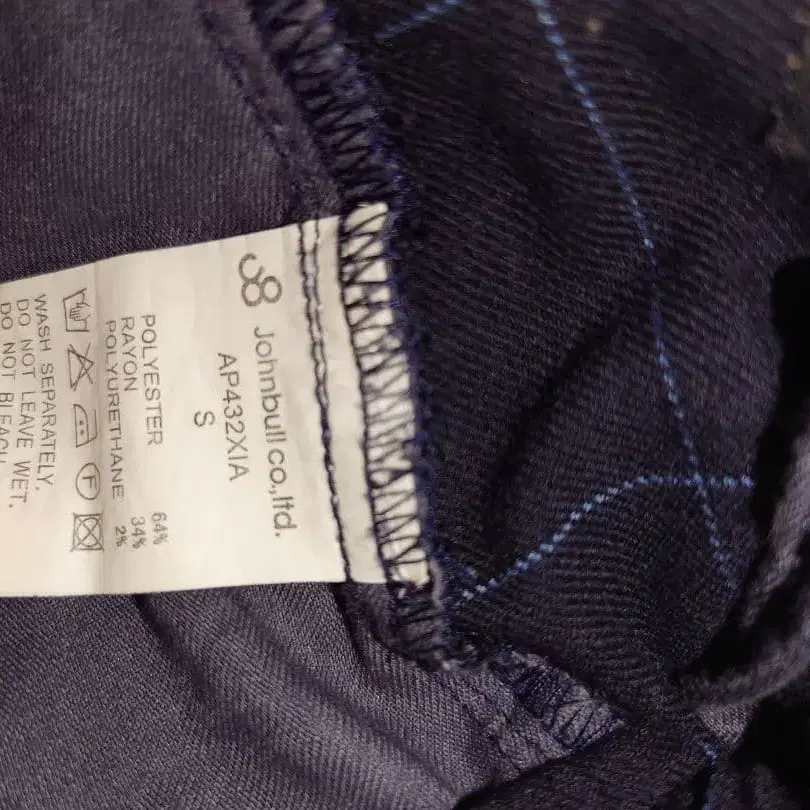 Johnbull co.,ltd.
AP432XIA
S
POLYESTER 64%
RAYON 34%
POLYURETHANE 2%
F
WASH SEPARATELY.
DO NOT LEAVE WET.
DO NOT BLEACH.